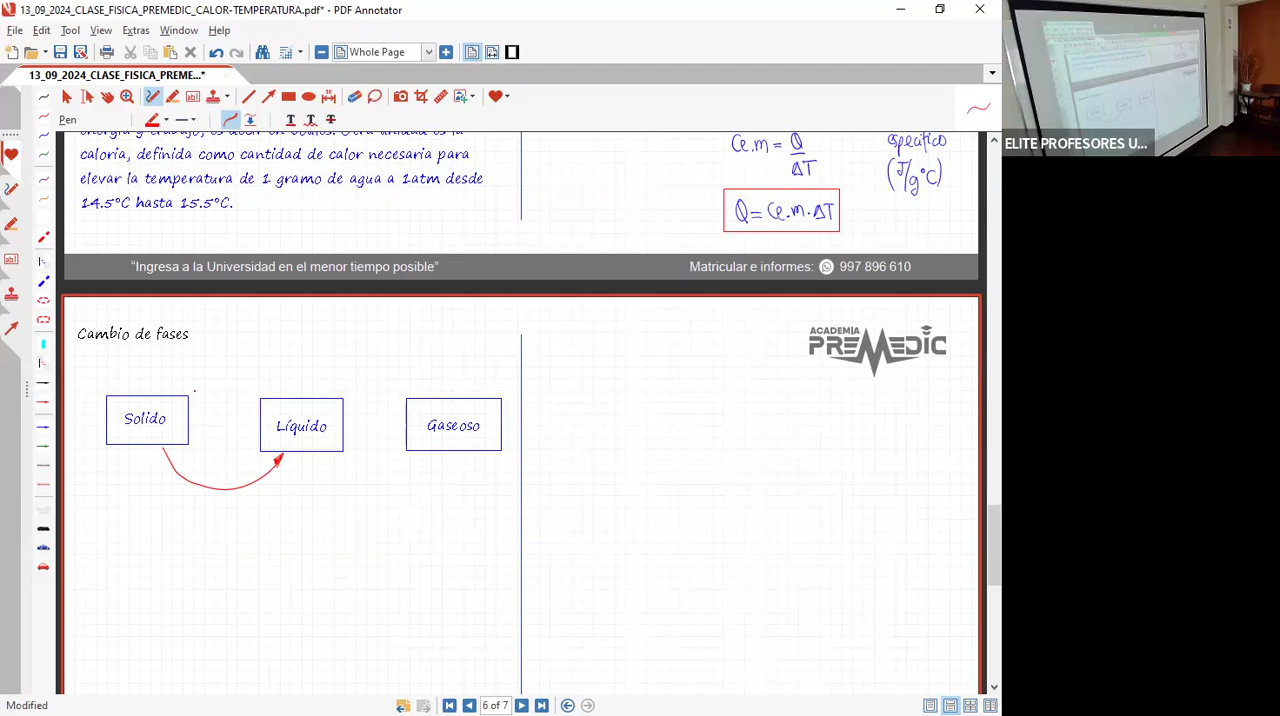 13_09_2024_CLASE_FISICA_PREMEDIC_CALOR-TEMPERATURA.pdf* - PDF Annotator
File Edit Tool View Extras Window Help
Whole Page
13_09_2024_CLASE_FISICA_PREME...*
Pen
caloria, definida como cantidad de calor necesaria para
elevar la temperatura de 1 gramo de agua a 1atm desde
14.5°C hasta 15.5°C.
Ce.m = Q
ΔT
especifico
(J/g°C)
Q = Ce.m.ΔT
“Ingresa a la Universidad en el menor tiempo posible” Matricular e informes: 997 896 610
Cambio de fases
ACADEMIA
PREMEDIC
Solido
Líquido
Gaseoso
Modified
6 of 7
ELITE PROFESORES U...